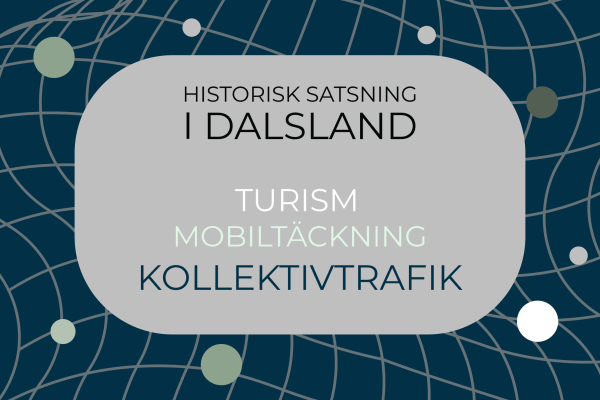 HISTORISK SATSNING
I DALSLAND
TURISM
MOBILTÄCKNING
KOLLEKTIVTRAFIK